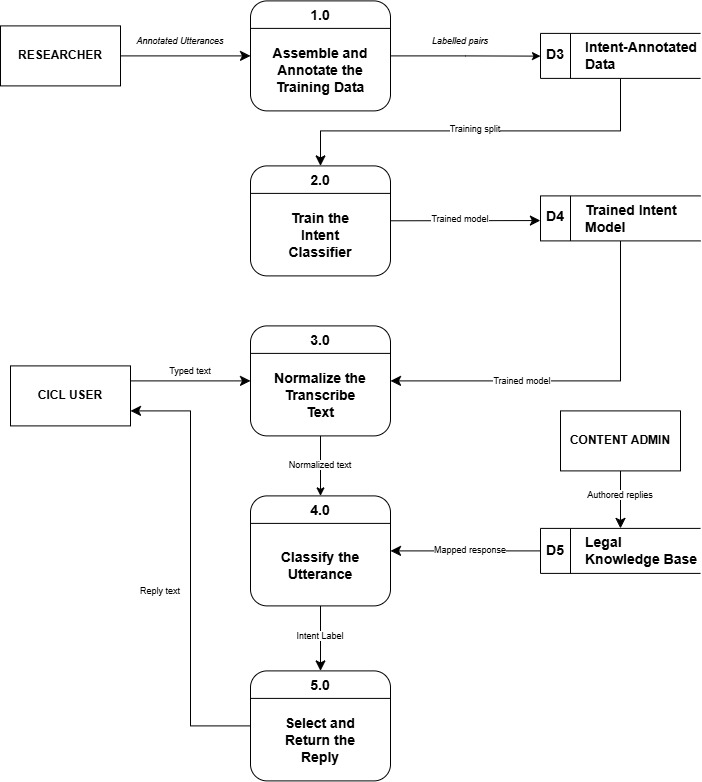 1.0
Annotated Utterances
Labelled pairs
RESEARCHER
Assemble and
Annotate the
Training Data
D3
Intent-Annotated
Data
Training split
2.0
Train the
Intent
Classifier
Trained model
D4
Trained Intent
Model
3.0
Typed text
CICL USER
Normalize the
Transcribe
Text
Trained model
CONTENT ADMIN
Normalized text
Authored replies
4.0
Classify the
Utterance
Mapped response
D5
Legal
Knowledge Base
Reply text
Intent Label
5.0
Select and
Return the
Reply